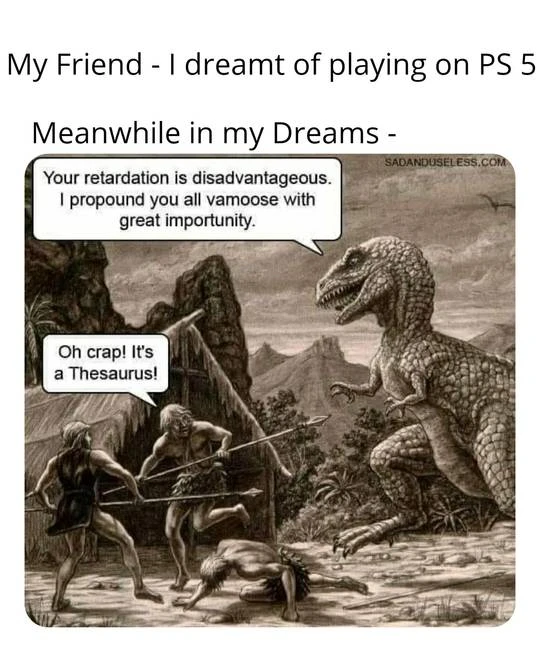 My Friend - I dreamt of playing on PS 5
Meanwhile in my Dreams -
SADANDUSELESS.COM
Your retardation is disadvantageous.
I propound you all vamoose with
great importunity.
Oh crap! It's
a Thesaurus!